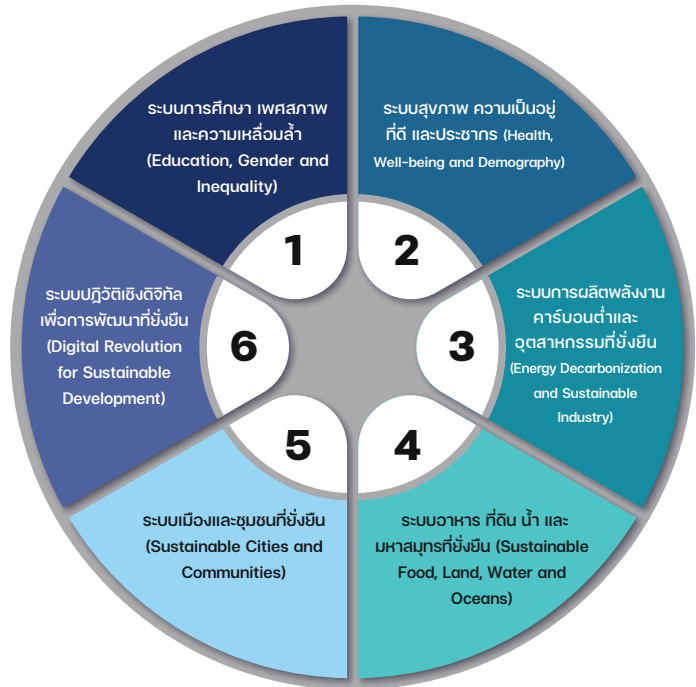 1
ระบบการศึกษา เพศสภาพ
และความเหลื่อมล้ำ
(Education, Gender and
Inequality)
2
ระบบสุขภาพ ความเป็นอยู่
ที่ดี และประชากร (Health,
Well-being and Demography)
3
ระบบการผลิตพลังงาน
คาร์บอนต่ำและ
อุตสาหกรรมที่ยั่งยืน
(Energy Decarbonization
and Sustainable
Industry)
4
ระบบอาหาร ที่ดิน น้ำ และ
มหาสมุทรที่ยั่งยืน (Sustainable
Food, Land, Water and
Oceans)
5
ระบบเมืองและชุมชนที่ยั่งยืน
(Sustainable Cities and
Communities)
6
ระบบปฎิวัติเชิงดิจิทัล
เพื่อการพัฒนาที่ยั่งยืน
(Digital Revolution
for Sustainable
Development)